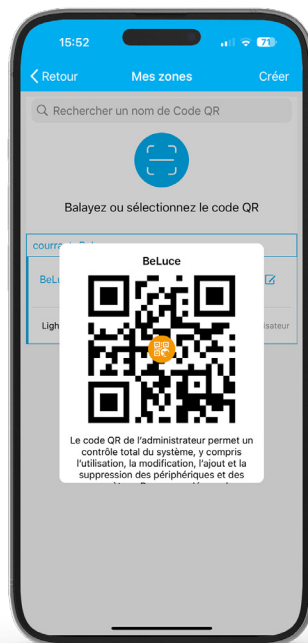 15:52
71
Retour
Mes zones
Créer
Rechercher un nom de Code QR
Balayez ou sélectionnez le code QR
BeLuce
Le code QR de l'administrateur permet un
contrôle total du système, y compris
l'utilisation, la modification, l'ajout et la
suppression des périphériques et des